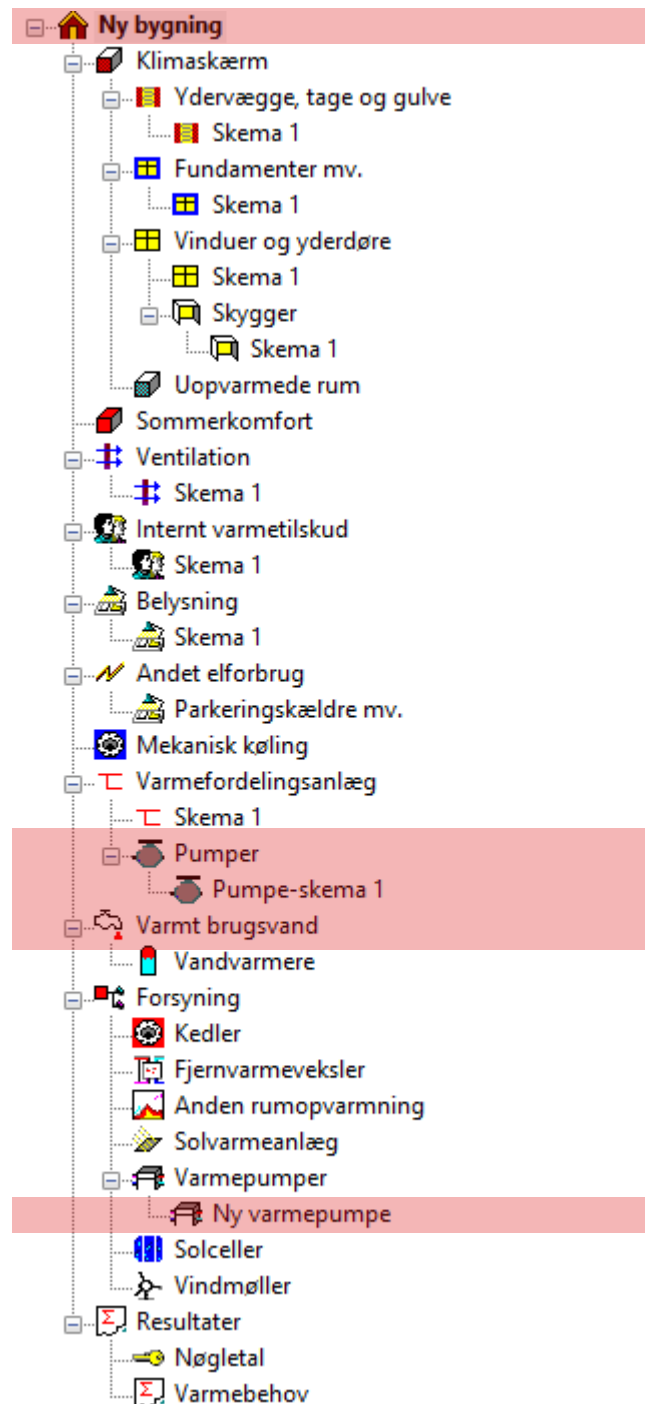 Ny bygning
Klimaskærm
Ydervægge, tage og gulve
Skema 1
Fundamenter mv.
Skema 1
Vinduer og yderdøre
Skema 1
Skygger
Skema 1
Uopvarmede rum
Sommerkomfort
Ventilation
Skema 1
Internt varmetilskud
Skema 1
Belysning
Skema 1
Andet elforbrug
Parkeringskældre mv.
Mekanisk køling
Varmefordelingsanlæg
Skema 1
Pumper
Pumpe-skema 1
Varmt brugsvand
Vandvarmere
Forsyning
Kedler
Fjernvarmeveksler
Anden rumopvarmning
Solvarmeanlæg
Varmepumper
Ny varmepumpe
Solceller
Vindmøller
Resultater
Nøgletal
Varmebehov